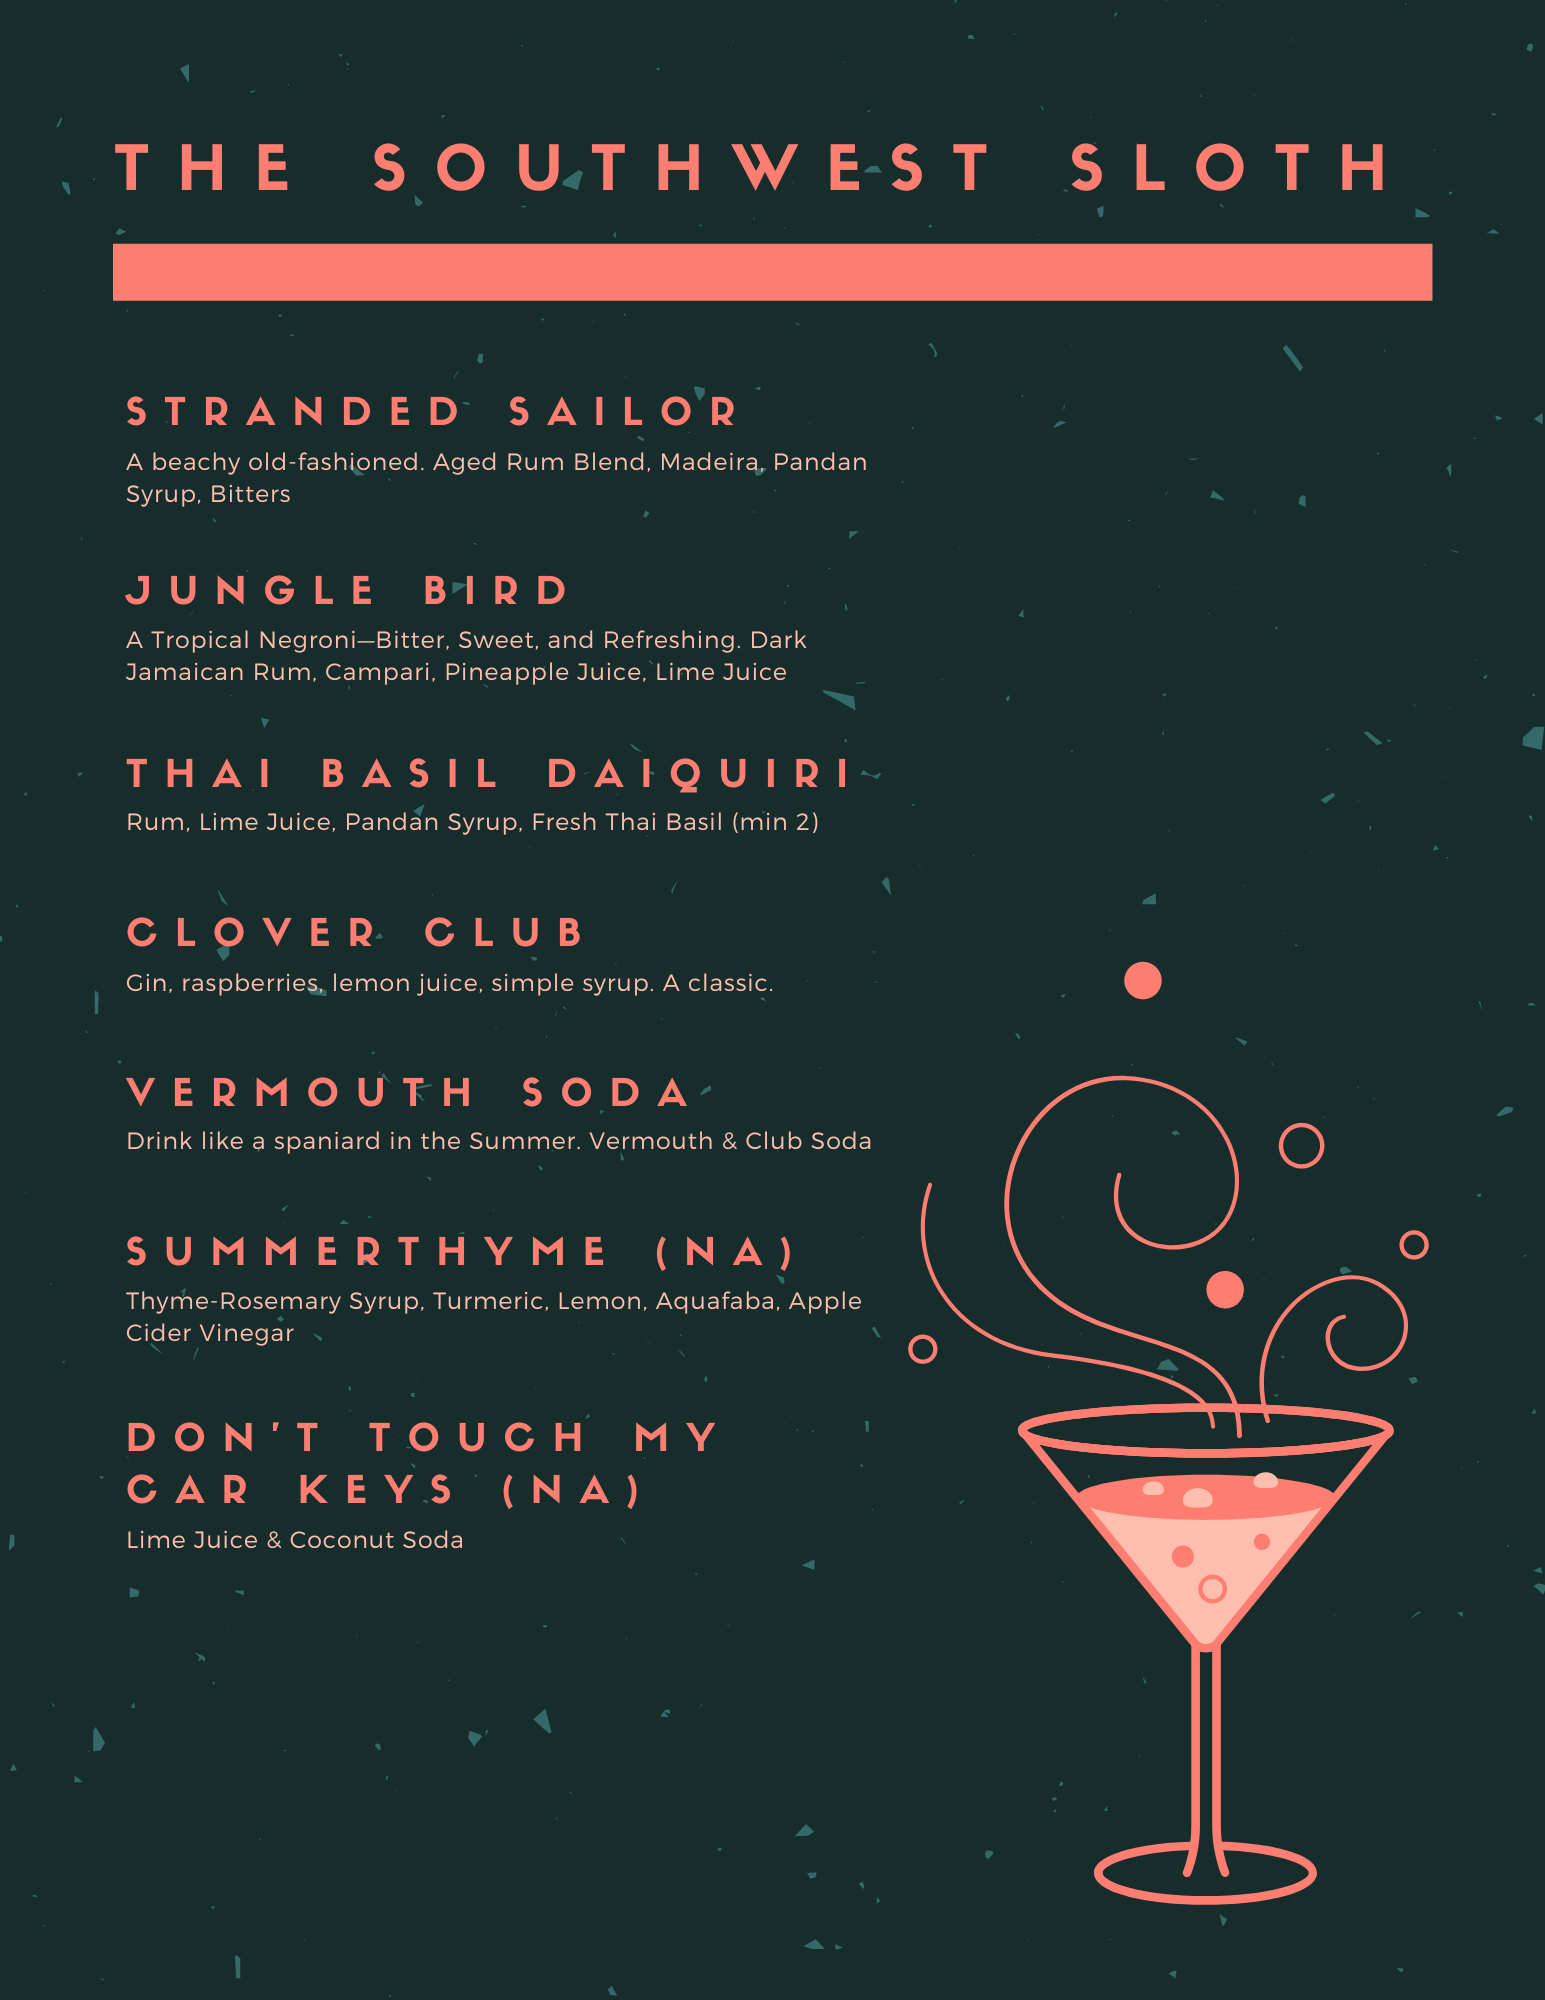 THE SOUTHWEST SLOTH
STRANDED SAILOR
A beachy old-fashioned. Aged Rum Blend, Madeira, Pandan
Syrup, Bitters
JUNGLE BIRD
A Tropical Negroni—Bitter, Sweet, and Refreshing. Dark
Jamaican Rum, Campari, Pineapple Juice, Lime Juice
THAI BASIL DAIQUIRI
Rum, Lime Juice, Pandan Syrup, Fresh Thai Basil (min 2)
CLOVER CLUB
Gin, raspberries, lemon juice, simple syrup. A classic.
VERMOUTH SODA
Drink like a spaniard in the Summer. Vermouth & Club Soda
SUMMERTHYME (NA)
Thyme-Rosemary Syrup, Turmeric, Lemon, Aquafaba, Apple
Cider Vinegar
DON'T TOUCH MY
CAR KEYS (NA)
Lime Juice & Coconut Soda